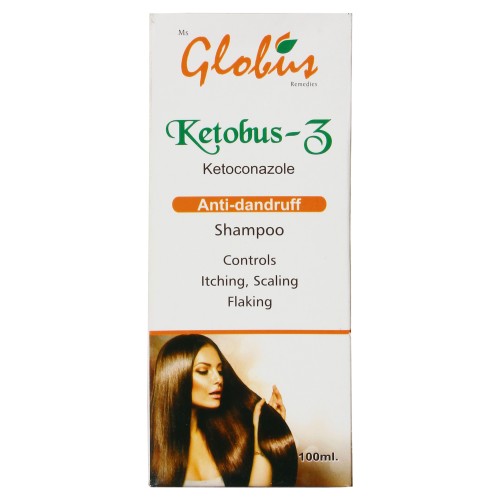 Ms
Globus
Remedies
Ketobus-Z
Ketoconazole
Anti-dandruff
Shampoo
Controls
Itching, Scaling
Flaking
100ml.